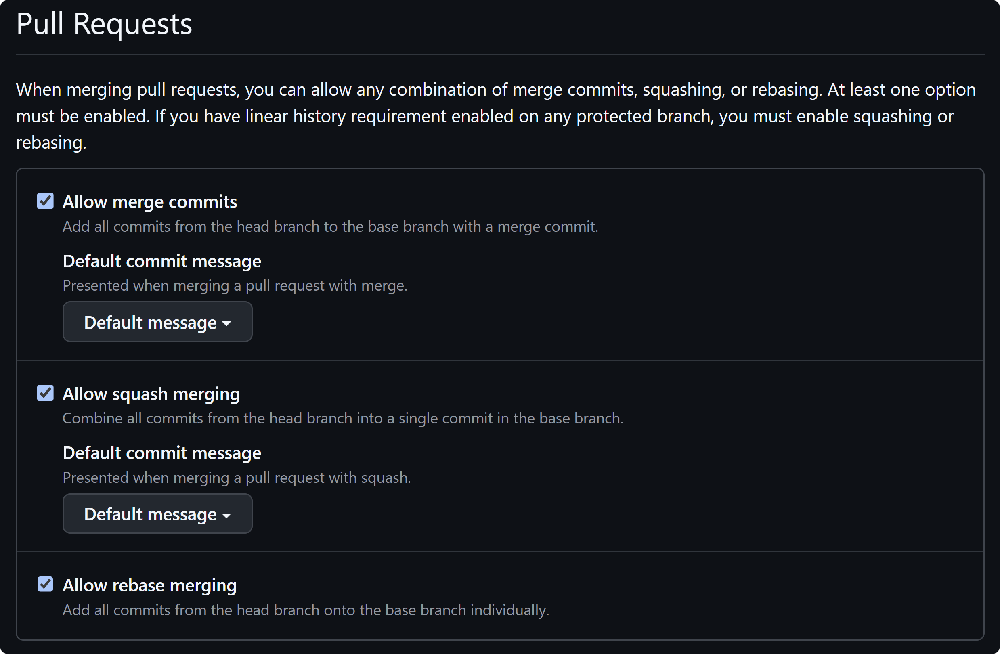 Pull Requests
When merging pull requests, you can allow any combination of merge commits, squashing, or rebasing. At least one option
must be enabled. If you have linear history requirement enabled on any protected branch, you must enable squashing or
rebasing.
Allow merge commits
Add all commits from the head branch to the base branch with a merge commit.
Default commit message
Presented when merging a pull request with merge.
Default message
Allow squash merging
Combine all commits from the head branch into a single commit in the base branch.
Default commit message
Presented when merging a pull request with squash.
Default message
Allow rebase merging
Add all commits from the head branch onto the base branch individually.